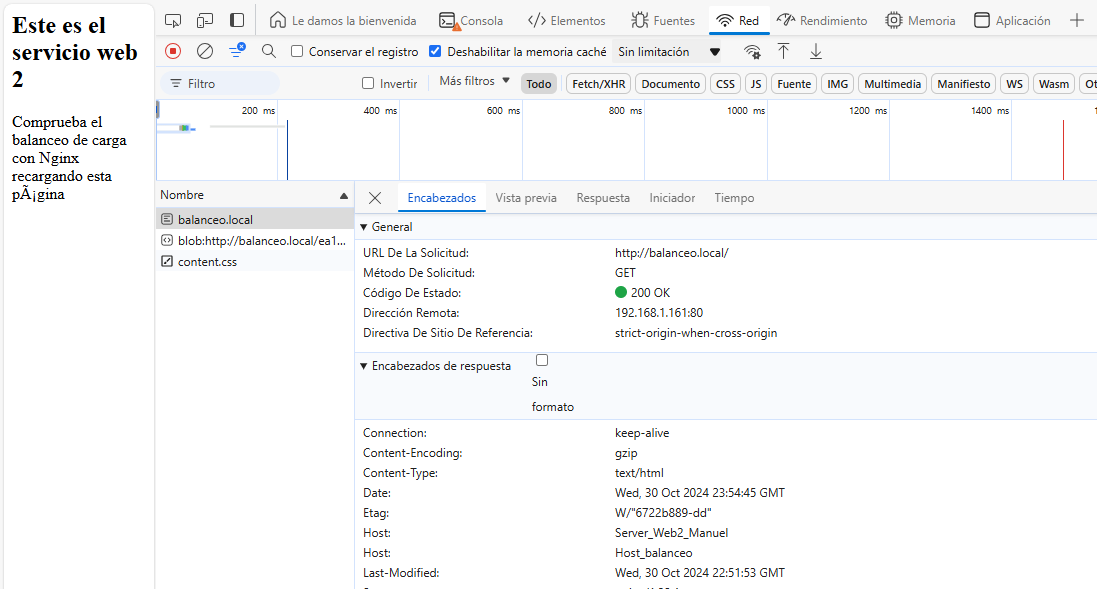 Este es el
servicio web
2
Comprueba el
balanceo de carga
con Nginx
recargando esta
pÃ¡gina
Le damos la bienvenida
Consola
Elementos
Fuentes
Red
Rendimiento
Memoria
Aplicación
Conservar el registro
Deshabilitar la memoria caché
Sin limitación
Filtro
Invertir
Más filtros
Todo
Fetch/XHR
Documento
CSS
JS
Fuente
IMG
Multimedia
Manifiesto
WS
Wasm
200 ms
400 ms
600 ms
800 ms
1000 ms
1200 ms
1400 ms
Nombre
balanceo.local
blob:http://balanceo.local/ea1...
content.css
Encabezados
Vista previa
Respuesta
Iniciador
Tiempo
General
URL De La Solicitud: http://balanceo.local/
Método De Solicitud: GET
Código De Estado: 200 OK
Dirección Remota: 192.168.1.161:80
Directiva De Sitio De Referencia: strict-origin-when-cross-origin
Encabezados de respuesta
Sin
formato
Connection: keep-alive
Content-Encoding: gzip
Content-Type: text/html
Date: Wed, 30 Oct 2024 23:54:45 GMT
Etag: W/"6722b889-dd"
Host: Server_Web2_Manuel
Host: Host_balanceo
Last-Modified: Wed, 30 Oct 2024 22:51:53 GMT